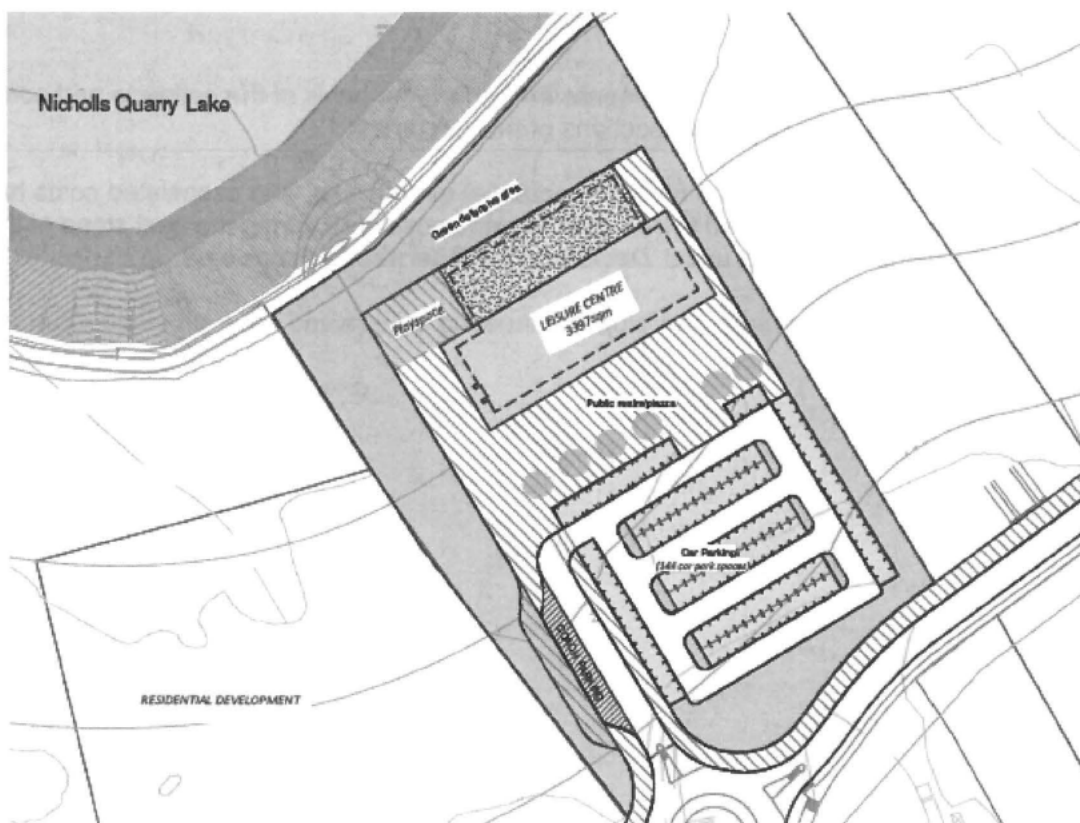 Nicholls Quarry Lake
Playspace
LEISURE CENTRE
3397sqm
Public realm/plaza
Car Parking
(144 car park spaces)
RESIDENTIAL DEVELOPMENT